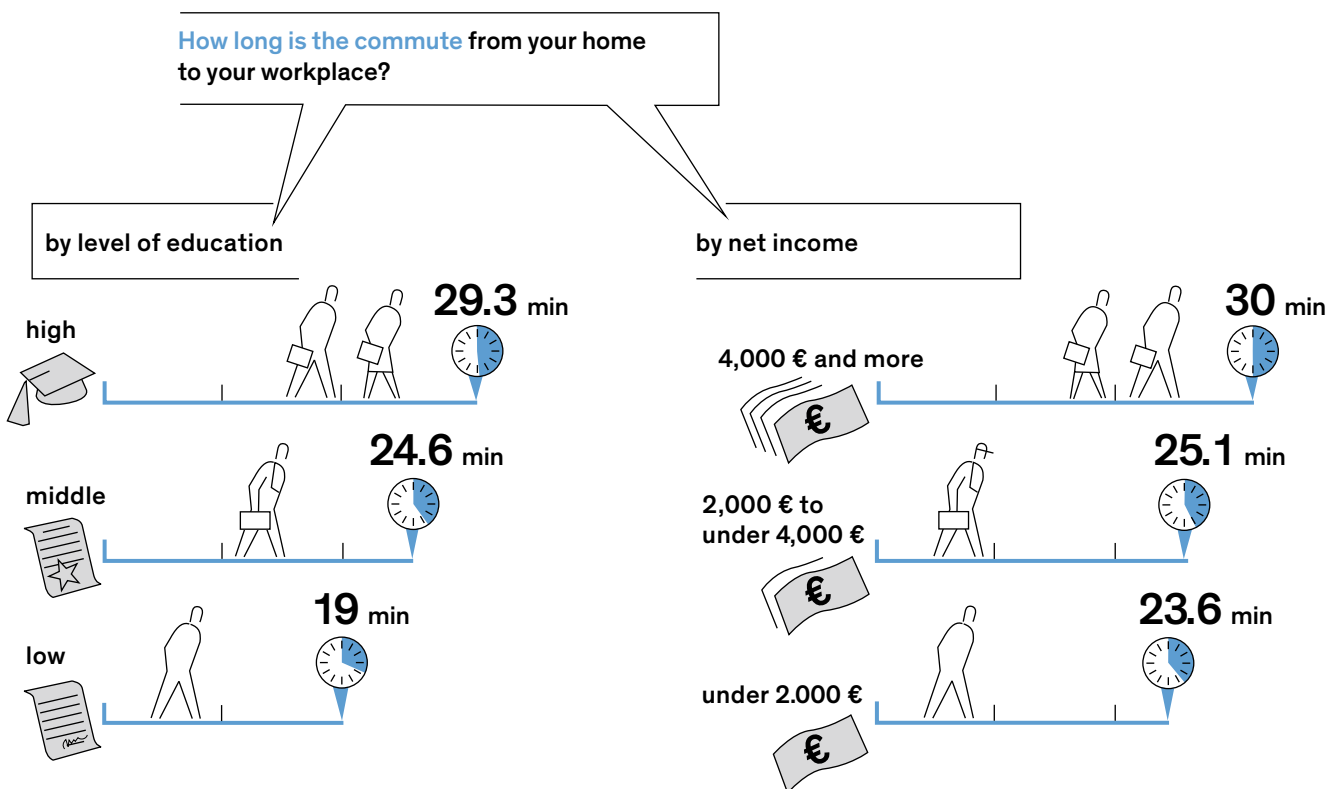 How long is the commute from your home
to your workplace?
by level of education
high
29.3 min
middle
24.6 min
low
19 min
by net income
4,000 € and more
€
30 min
2,000 € to
under 4,000 €
€
25.1 min
under 2.000 €
€
23.6 min